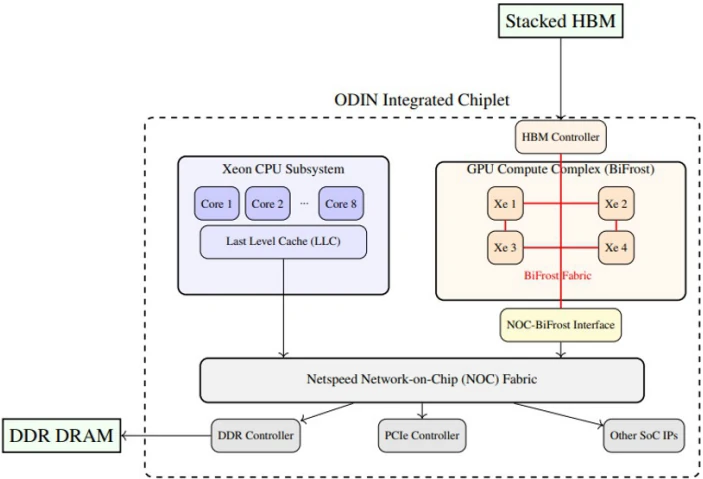 Stacked HBM
ODIN Integrated Chiplet
HBM Controller
Xeon CPU Subsystem
Core 1
Core 2
...
Core 8
Last Level Cache (LLC)
GPU Compute Complex (BiFrost)
Xe 1
Xe 2
Xe 3
Xe 4
BiFrost Fabric
NOC-BiFrost Interface
Netspeed Network-on-Chip (NOC) Fabric
DDR DRAM
DDR Controller
PCIe Controller
Other SoC IPs